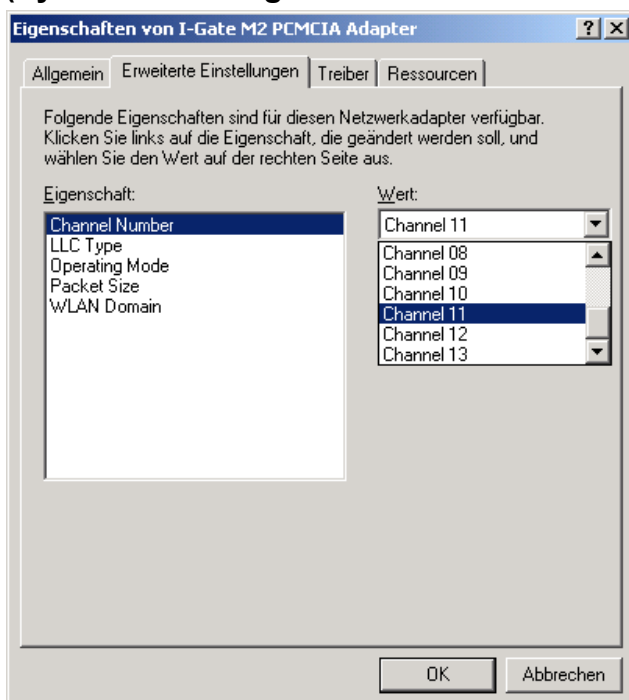 Eigenschaften von I-Gate M2 PCMCIA Adapter
Allgemein Erweiterte Einstellungen Treiber Ressourcen
Folgende Eigenschaften sind für diesen Netzwerkadapter verfügbar.
Klicken Sie links auf die Eigenschaft, die geändert werden soll, und
wählen Sie den Wert auf der rechten Seite aus.
Eigenschaft:
Channel Number
LLC Type
Operating Mode
Packet Size
WLAN Domain
Wert:
Channel 11
Channel 08
Channel 09
Channel 10
Channel 11
Channel 12
Channel 13
OK Abbrechen